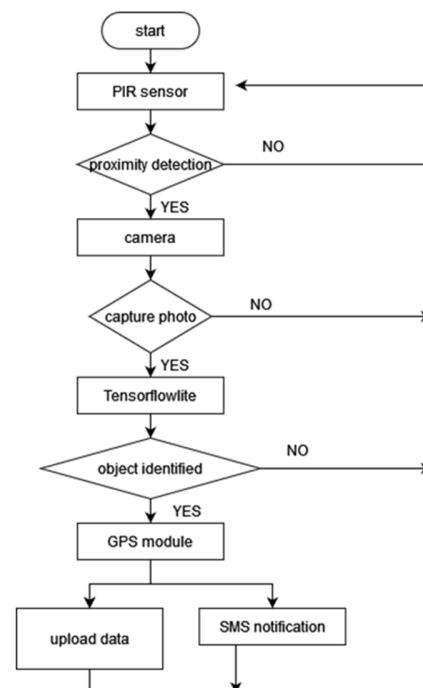 start
PIR sensor
NO
proximity detection
YES
camera
NO
capture photo
YES
Tensorflowlite
NO
object identified
YES
GPS module
upload data
SMS notification